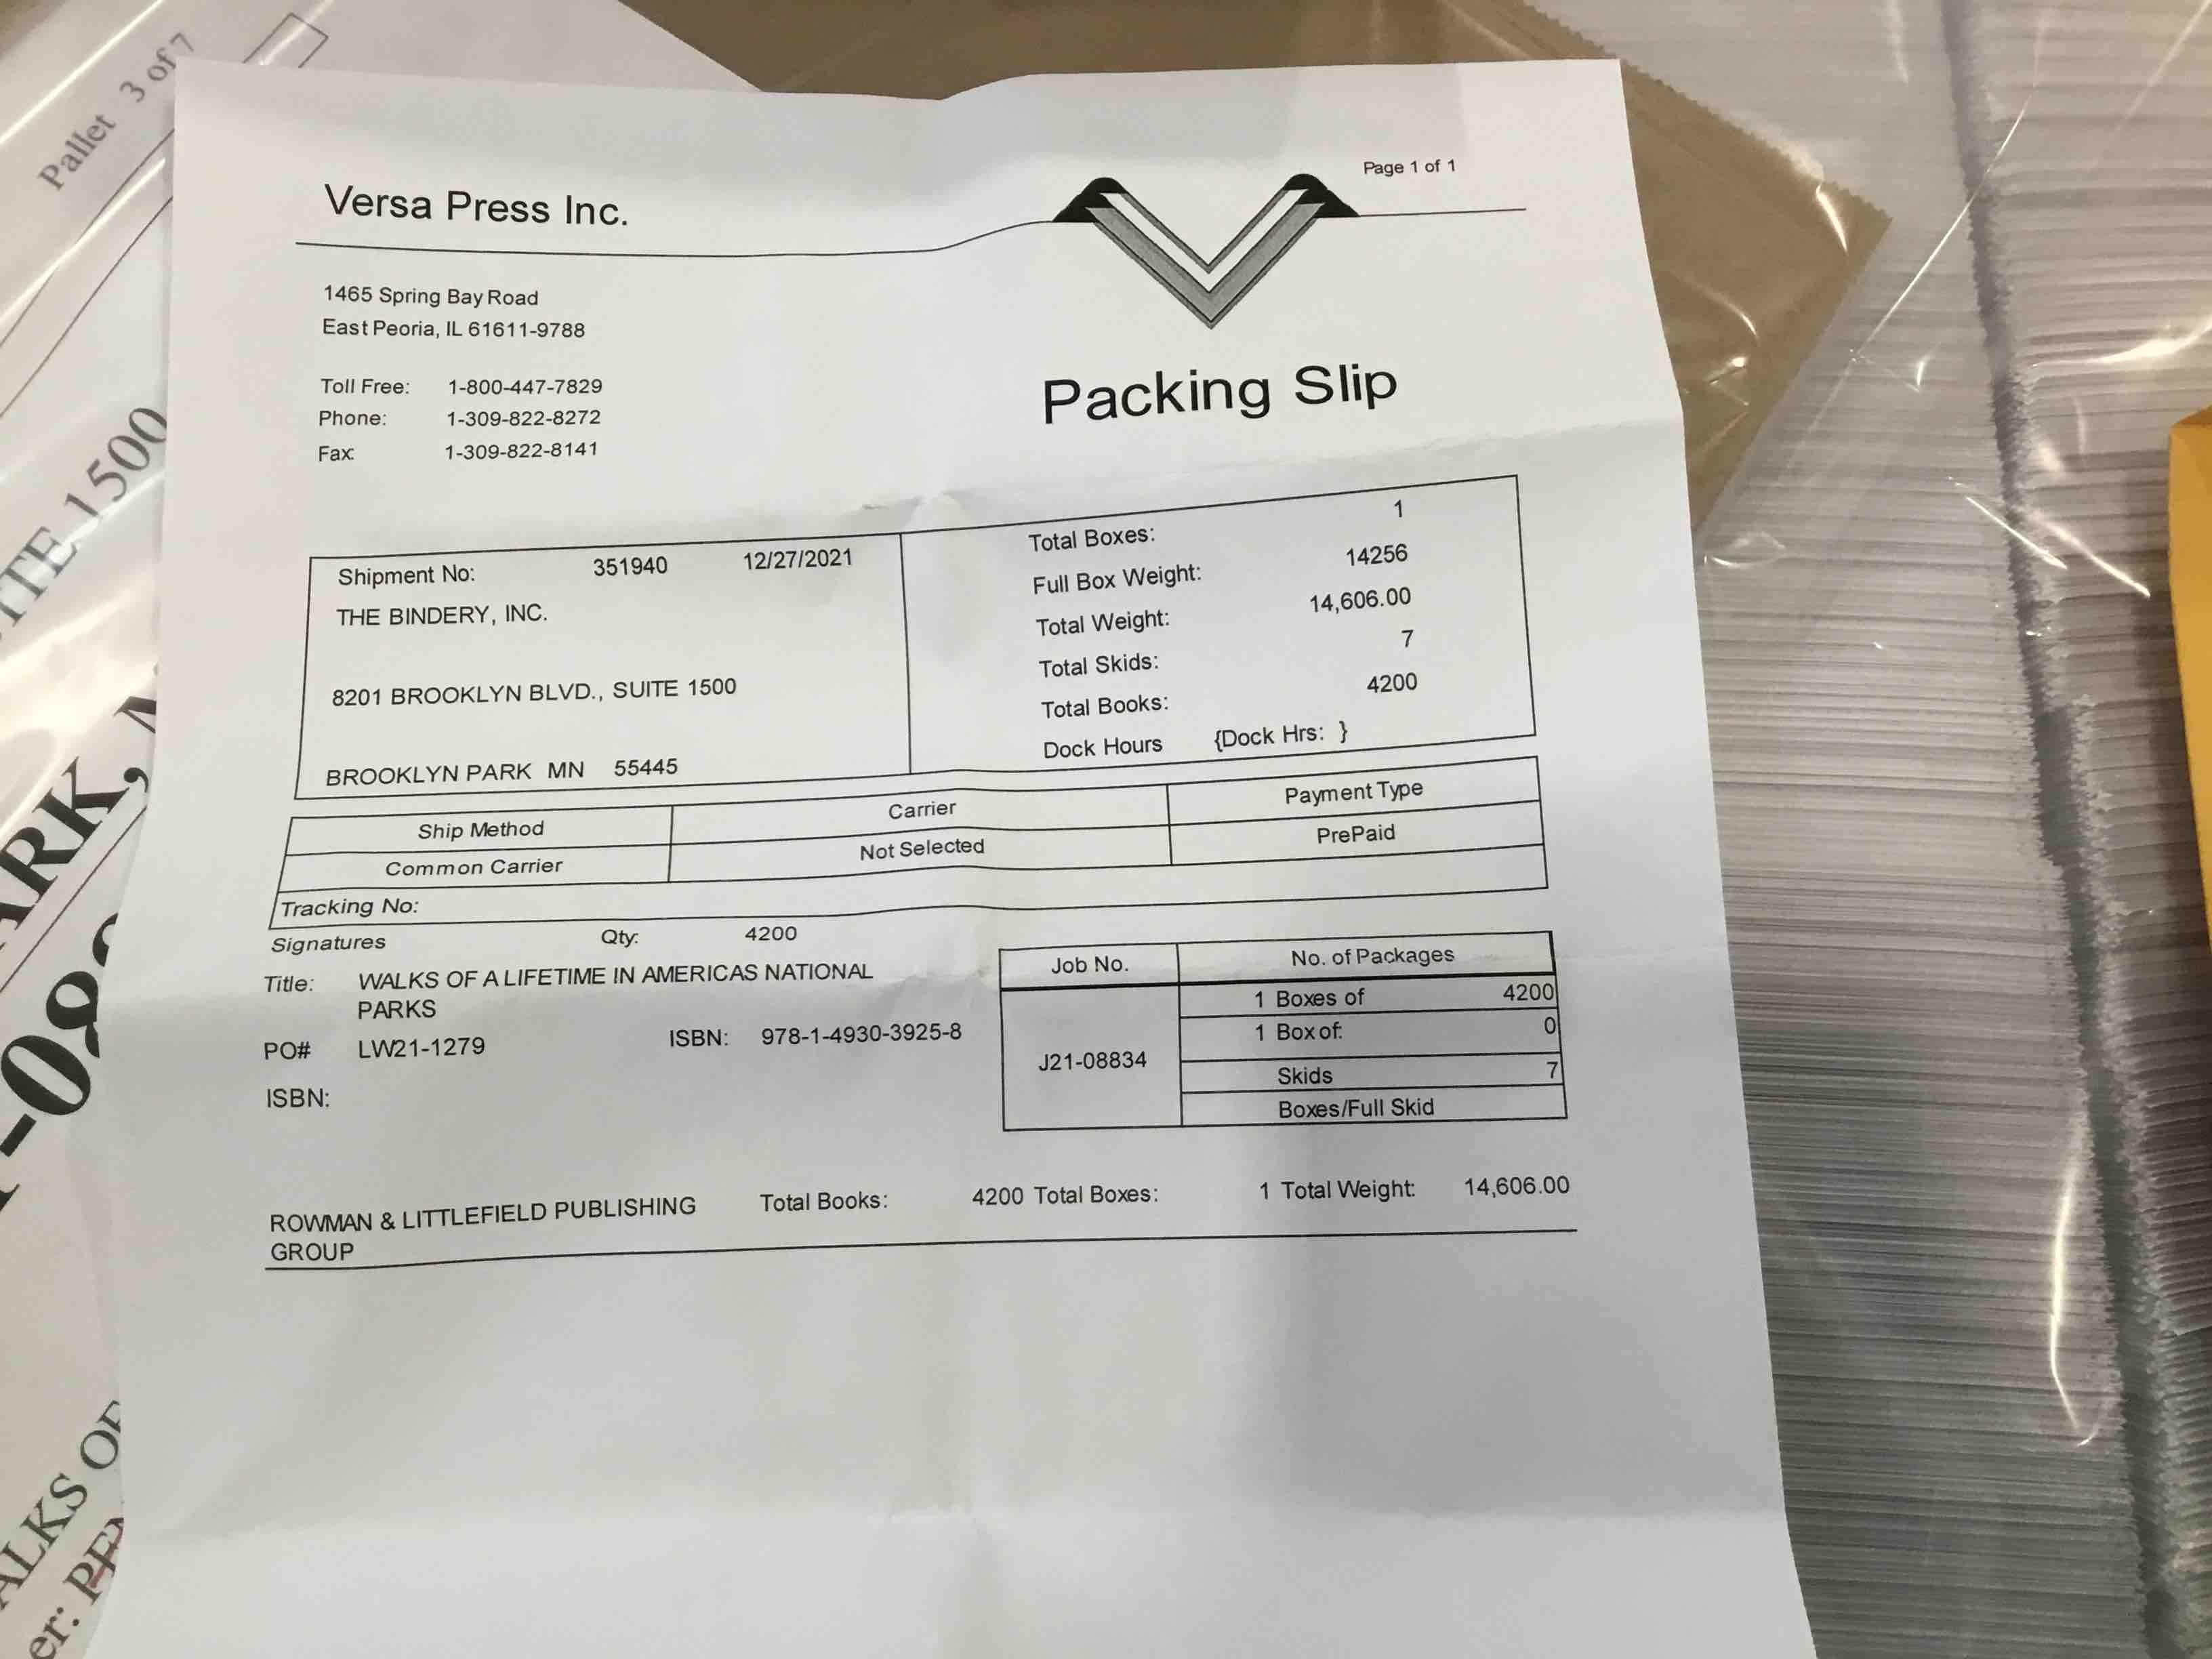 Pallet 3 of 7
TE 1500
ARK,
-088
ALKS OF
er:
Page 1 of 1
Versa Press Inc.
1465 Spring Bay Road
East Peoria, IL 61611-9788
Toll Free: 1-800-447-7829
Phone: 1-309-822-8272
Fax: 1-309-822-8141
Packing Slip
Shipment No: 351940 12/27/2021
THE BINDERY, INC.
8201 BROOKLYN BLVD., SUITE 1500
BROOKLYN PARK MN 55445
Total Boxes: 1
Full Box Weight: 14256
Total Weight: 14,606.00
Total Skids: 7
Total Books: 4200
Dock Hours {Dock Hrs: }
Ship Method Carrier Payment Type
Common Carrier Not Selected PrePaid
Tracking No:
Signatures Qty: 4200
Title: WALKS OF A LIFETIME IN AMERICAS NATIONAL
PARKS
PO# LW21-1279 ISBN: 978-1-4930-3925-8
ISBN:
Job No. No. of Packages
J21-08834
1 Boxes of 4200
1 Box of: 0
Skids 7
Boxes/Full Skid
ROWMAN & LITTLEFIELD PUBLISHING
GROUP
Total Books: 4200 Total Boxes: 1 Total Weight: 14,606.00